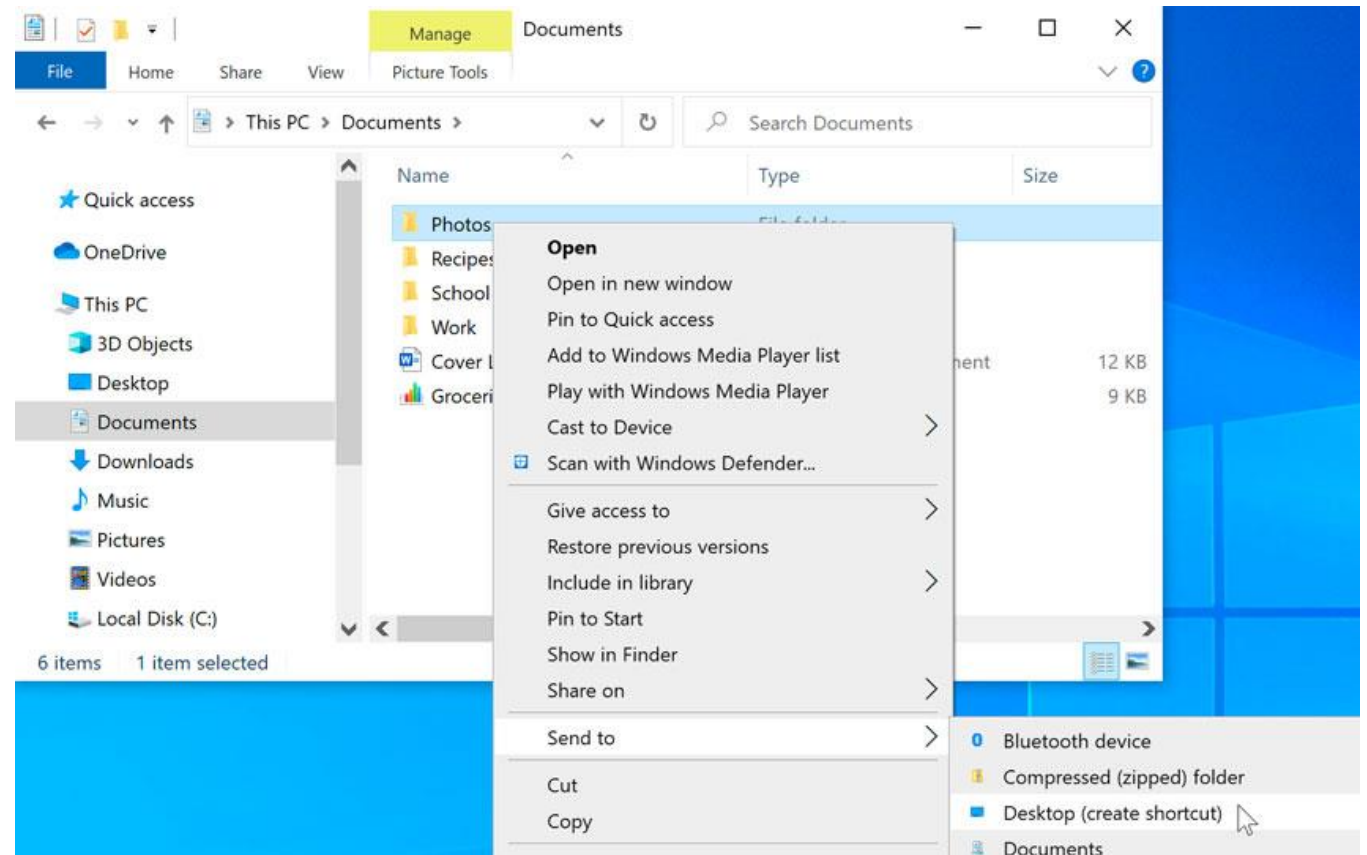 Manage
Documents
File
Home
Share
View
Picture Tools
This PC
Documents
Search Documents
Name
Type
Size
Quick access
OneDrive
This PC
3D Objects
Desktop
Documents
Downloads
Music
Pictures
Videos
Local Disk (C:)
Photos
File folder
Recipes
School
Work
Cover L
ment
12 KB
Groceri
9 KB
Open
Open in new window
Pin to Quick access
Add to Windows Media Player list
Play with Windows Media Player
Cast to Device
Scan with Windows Defender...
Give access to
Restore previous versions
Include in library
Pin to Start
Show in Finder
Share on
Send to
Cut
Copy
Bluetooth device
Compressed (zipped) folder
Desktop (create shortcut)
Documents
6 items 1 item selected